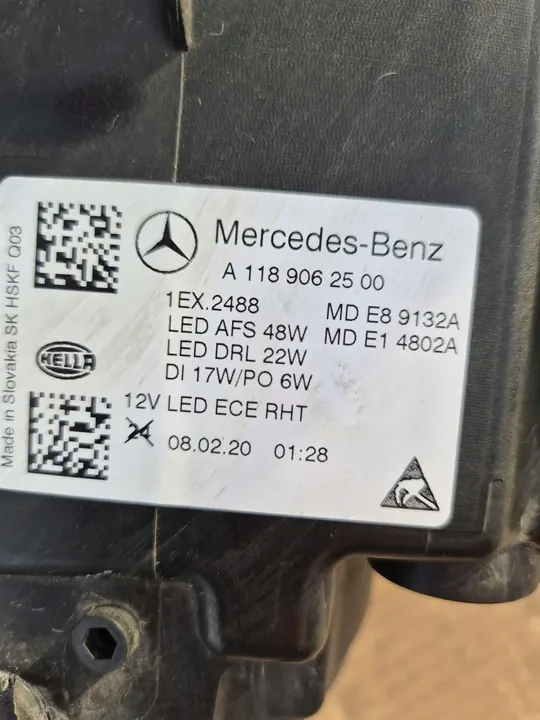 Mercedes-Benz
A 118 906 25 00
1EX.2488 MD E8 9132A
LED AFS 48W MD E1 4802A
LED DRL 22W
DI 17W/PO 6W
12V LED ECE RHT
24 08.02.20 01:28
HELLA
Made in Slovakia SK HSKF Q03